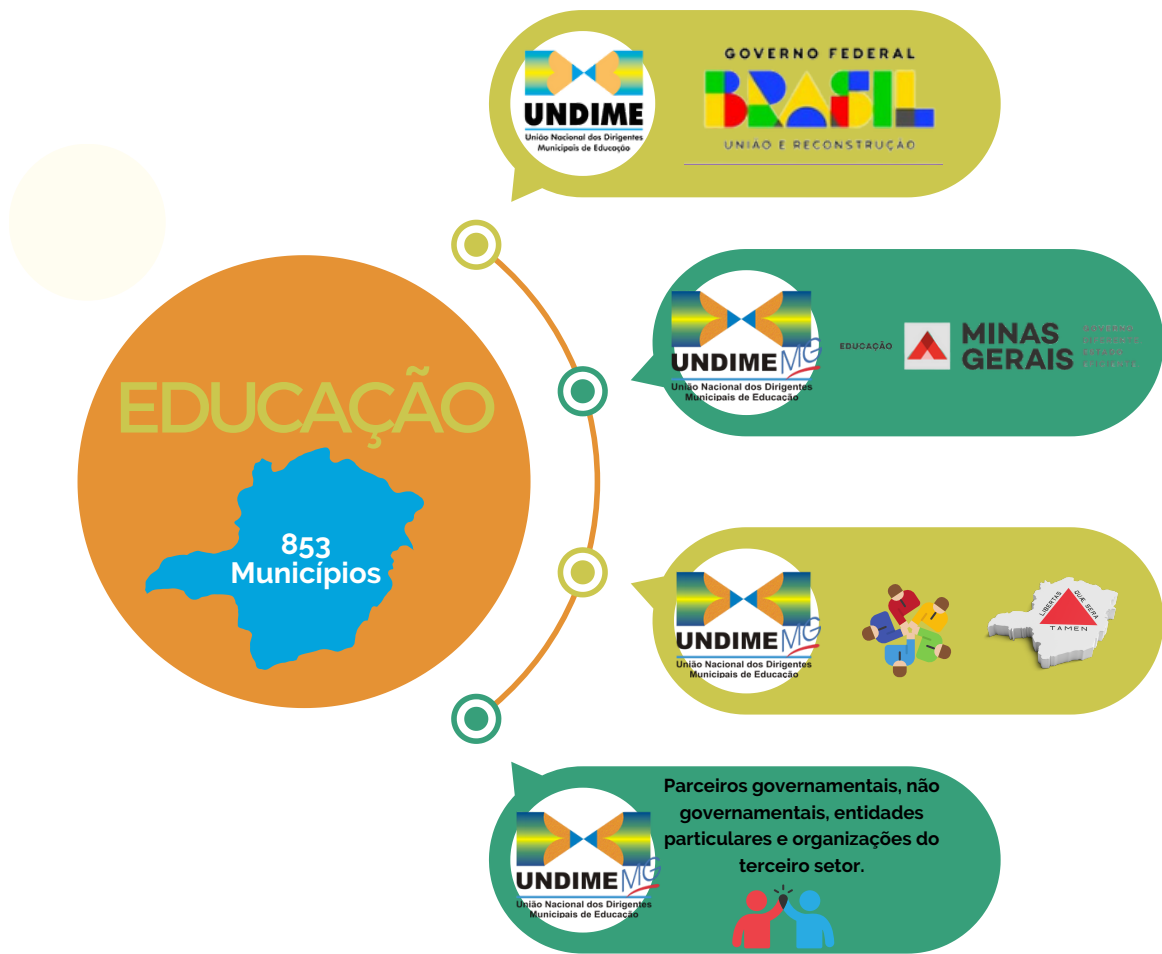 GOVERNO FEDERAL
BRASIL
UNIÃO E RECONSTRUÇÃO
UNDIME
União Nacional dos Dirigentes
Municipais de Educação
UNDIME MG
União Nacional dos Dirigentes
Municipais de Educação
EDUCAÇÃO
MINAS
GERAIS
EDUCAÇÃO
853
Municípios
UNDIME MG
União Nacional dos Dirigentes
Municipais de Educação
LIBERTAS QUÆ SERA
TAMEN
Parceiros governamentais, não
governamentais, entidades
particulares e organizações do
terceiro setor.
UNDIME MG
União Nacional dos Dirigentes
Municipais de Educação